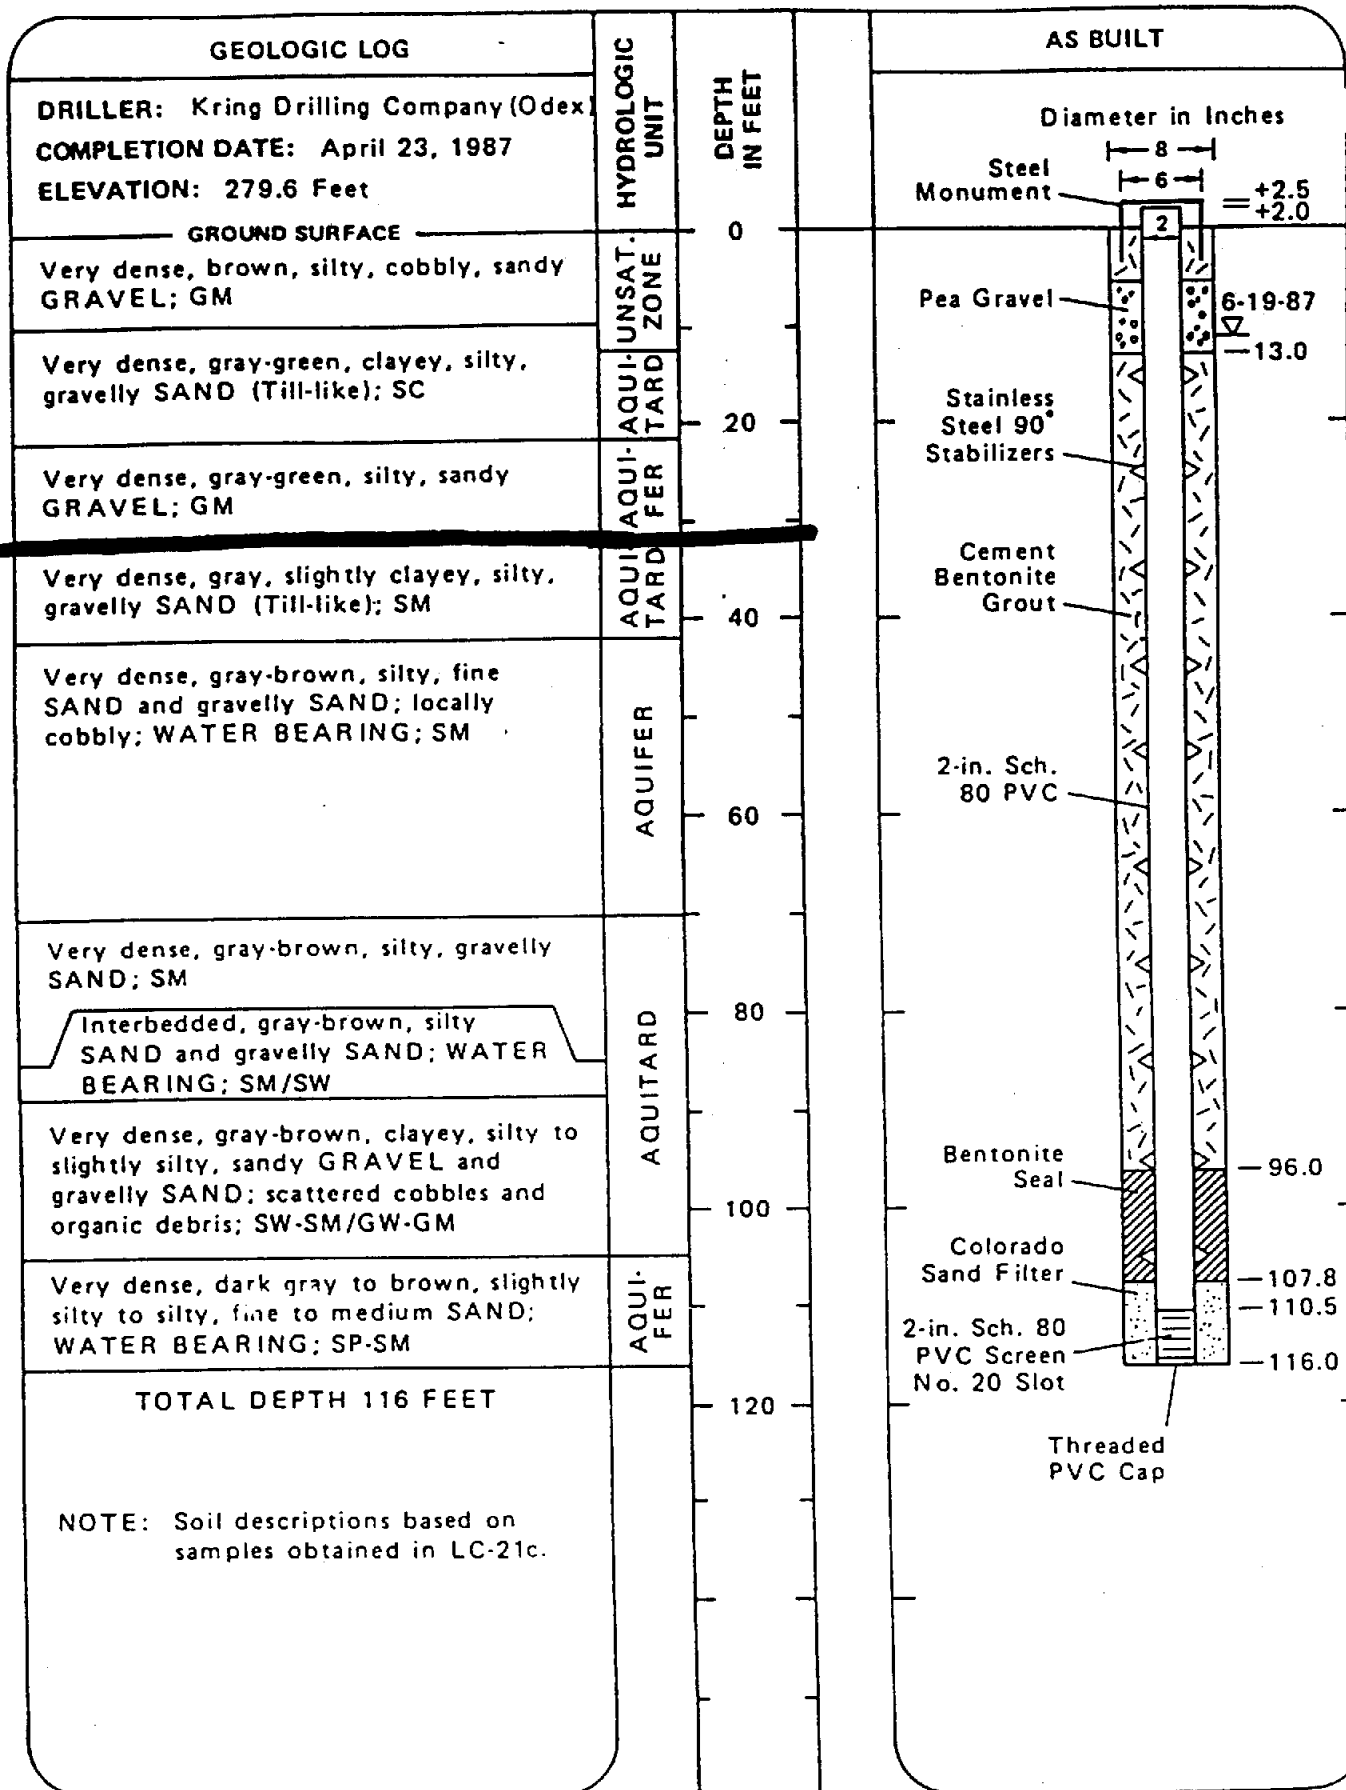 GEOLOGIC LOG
DRILLER: Kring Drilling Company (Odex)
COMPLETION DATE: April 23, 1987
ELEVATION: 279.6 Feet
GROUND SURFACE
Very dense, brown, silty, cobbly, sandy
GRAVEL; GM
Very dense, gray-green, clayey, silty,
gravelly SAND (Till-like); SC
Very dense, gray-green, silty, sandy
GRAVEL; GM
Very dense, gray, slightly clayey, silty,
gravelly SAND (Till-like); SM
Very dense, gray-brown, silty, fine
SAND and gravelly SAND; locally
cobbly; WATER BEARING; SM
Very dense, gray-brown, silty, gravelly
SAND; SM
Interbedded, gray-brown, silty
SAND and gravelly SAND; WATER
BEARING; SM/SW
Very dense, gray-brown, clayey, silty to
slightly silty, sandy GRAVEL and
gravelly SAND; scattered cobbles and
organic debris; SW-SM/GW-GM
Very dense, dark gray to brown, slightly
silty to silty, fine to medium SAND;
WATER BEARING; SP-SM
TOTAL DEPTH 116 FEET
NOTE: Soil descriptions based on
samples obtained in LC-21c.
HYDROLOGIC
UNIT
UNSAT.
ZONE
AQUI-
TARD
AQUI-
FER
AQUI-
TARD
AQUIFER
AQUITARD
AQUI-
FER
DEPTH
IN FEET
0
20
40
60
80
100
120
AS BUILT
Diameter in Inches
8
6
2
Steel
Monument
+2.5
+2.0
Pea Gravel
6-19-87
13.0
Stainless
Steel 90°
Stabilizers
Cement
Bentonite
Grout
2-in. Sch.
80 PVC
Bentonite
Seal
96.0
Colorado
Sand Filter
107.8
110.5
2-in. Sch. 80
PVC Screen
No. 20 Slot
116.0
Threaded
PVC Cap